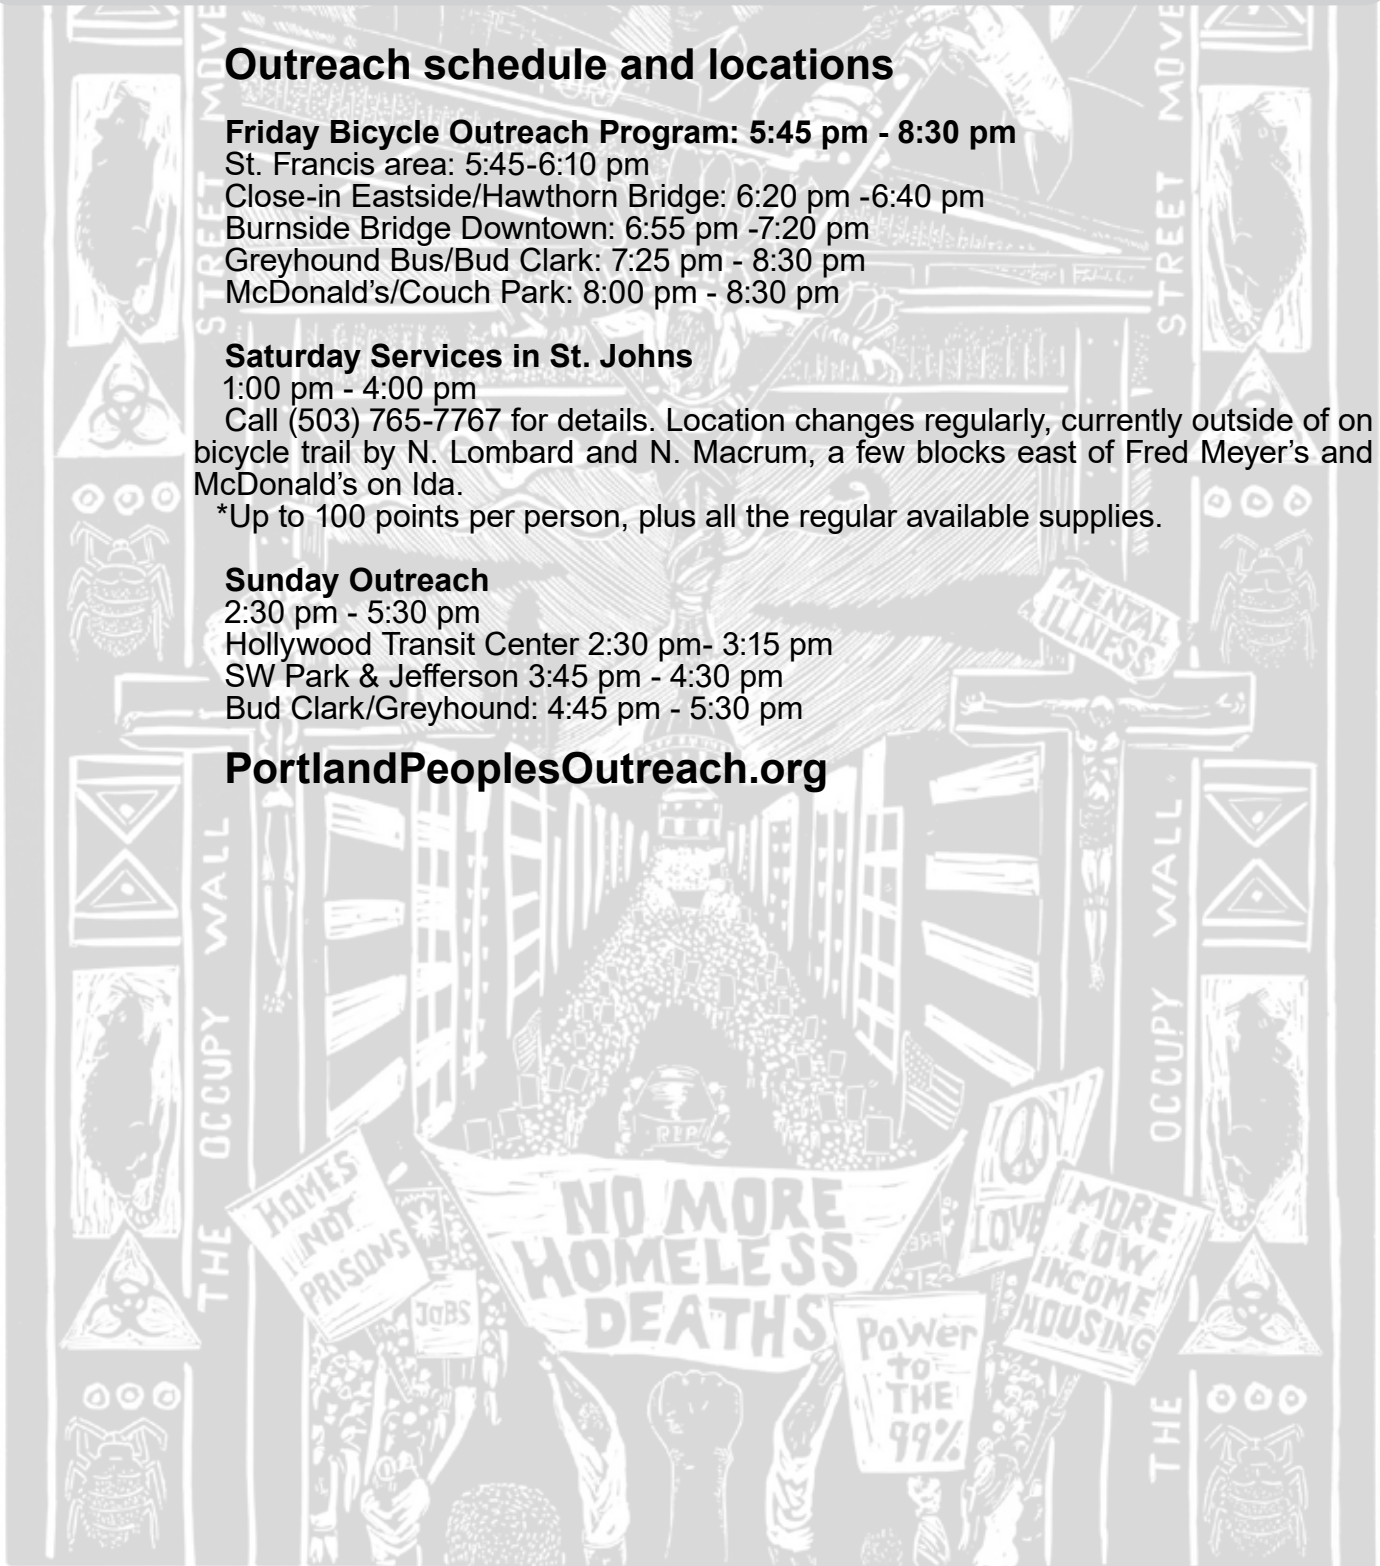 Outreach schedule and locations
Friday Bicycle Outreach Program: 5:45 pm - 8:30 pm
St. Francis area: 5:45-6:10 pm
Close-in Eastside/Hawthorn Bridge: 6:20 pm -6:40 pm
Burnside Bridge Downtown: 6:55 pm -7:20 pm
Greyhound Bus/Bud Clark: 7:25 pm - 8:30 pm
McDonald’s/Couch Park: 8:00 pm - 8:30 pm
Saturday Services in St. Johns
1:00 pm - 4:00 pm
Call (503) 765-7767 for details. Location changes regularly, currently outside of on
bicycle trail by N. Lombard and N. Macrum, a few blocks east of Fred Meyer’s and
McDonald’s on Ida.
*Up to 100 points per person, plus all the regular available supplies.
Sunday Outreach
2:30 pm - 5:30 pm
Hollywood Transit Center 2:30 pm- 3:15 pm
SW Park & Jefferson 3:45 pm - 4:30 pm
Bud Clark/Greyhound: 4:45 pm - 5:30 pm
PortlandPeoplesOutreach.org
THE OCCUPY WALL STREET MOVE
THE OCCUPY WALL STREET MOVE
MENTAL
ILLNESS
RIP
HOMES
NOT
PRISONS
JOBS
NO MORE
HOMELESS
DEATHS
LOVE
MORE
LOW
INCOME
HOUSING
PoWer
to
THE
99%